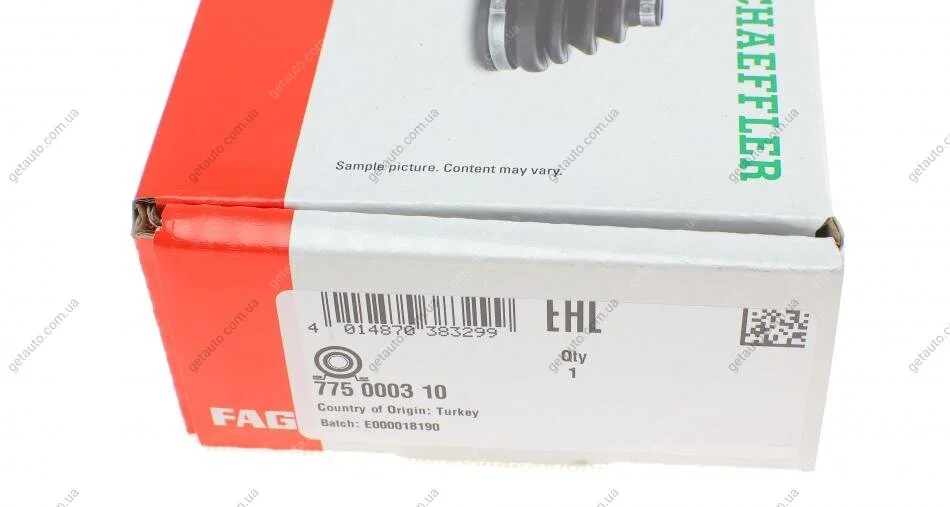 SCHAEFFLER
Sample picture. Content may vary.
4 014870 383299
EAC
Qty
1
775 0003 10
Country of Origin: Turkey
Batch: E000018190
FAG
getauto.com.ua